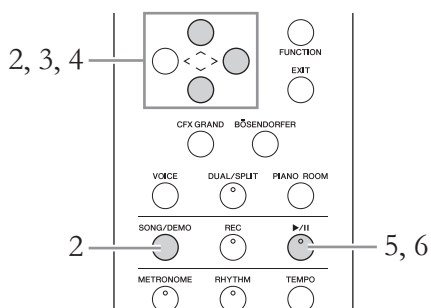 FUNCTION
2, 3, 4
EXIT
CFX GRAND BÖSENDORFER
VOICE DUAL/SPLIT PIANO ROOM
SONG/DEMO REC ▶/II
2
5, 6
METRONOME RHYTHM TEMPO